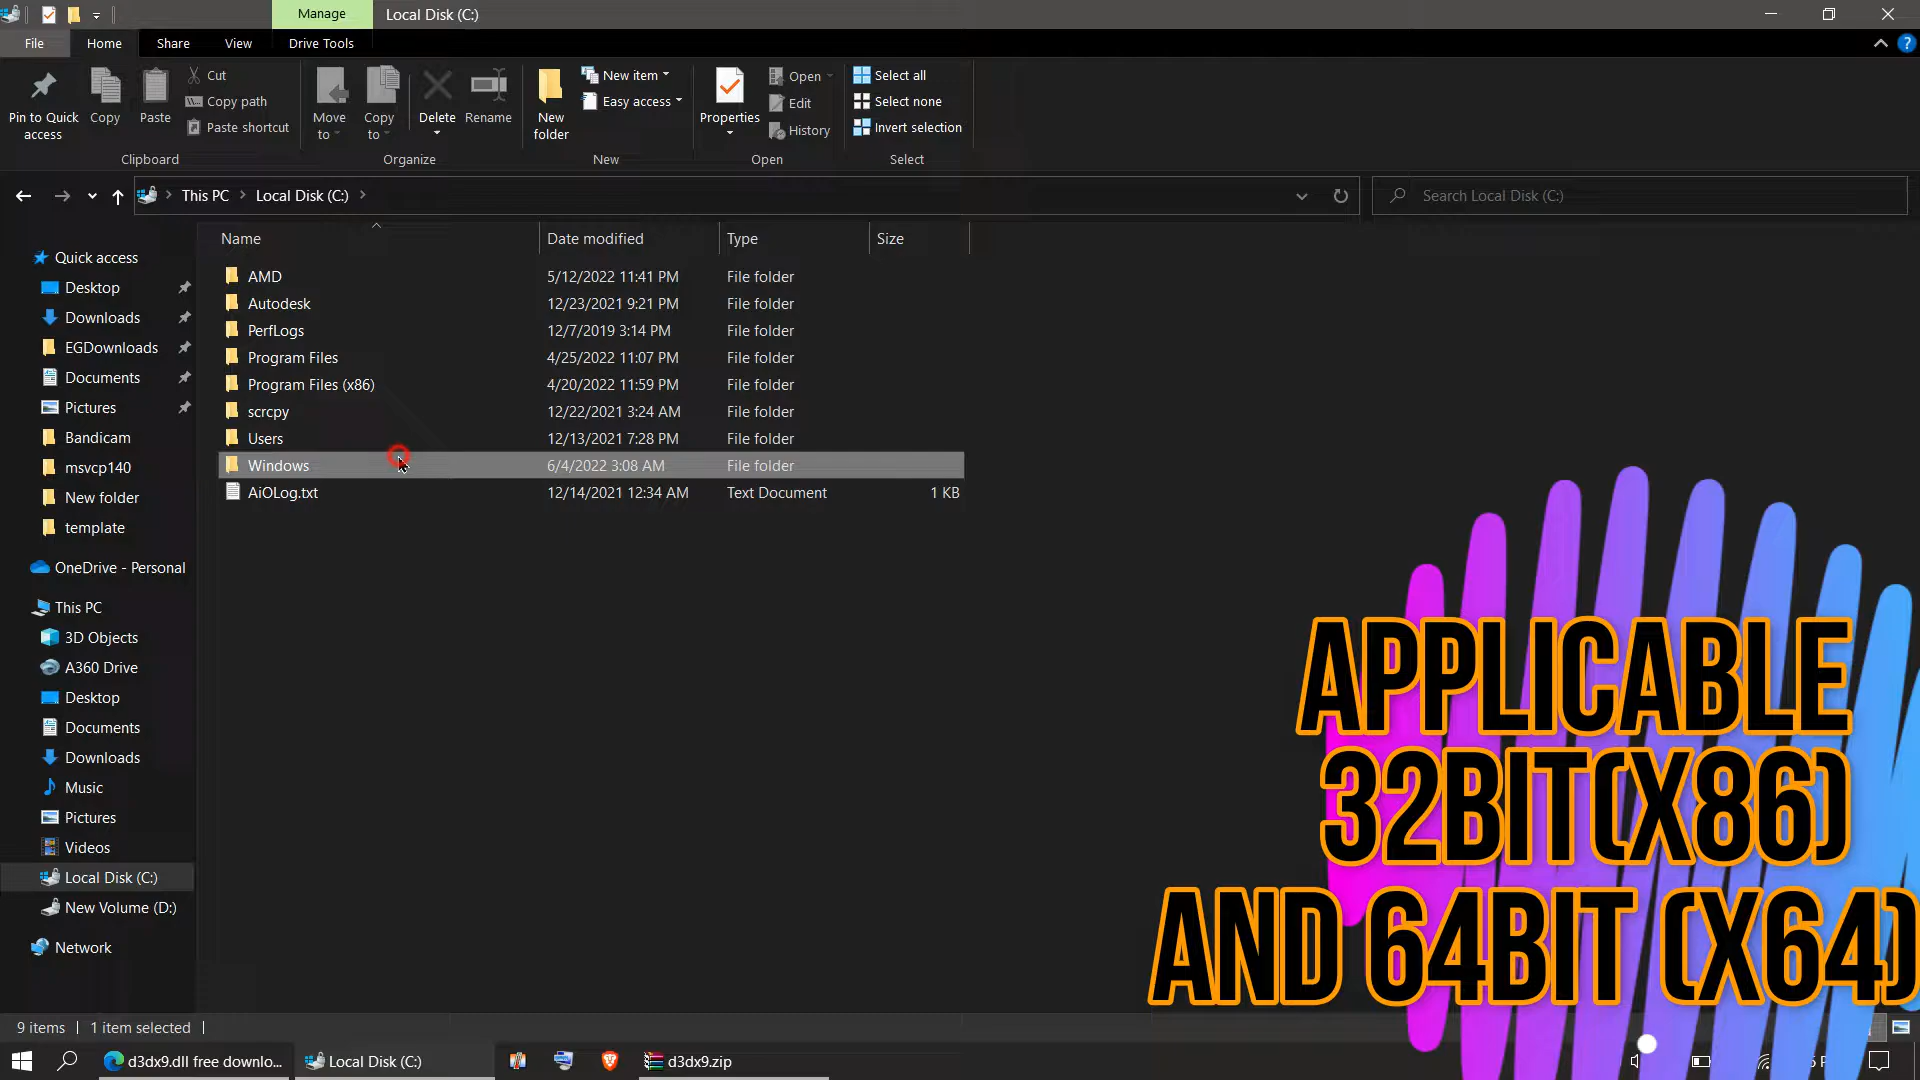 Manage
Local Disk (C:)
File
Home
Share
View
Drive Tools
Pin to Quick access
Copy
Paste
Cut
Copy path
Paste shortcut
Clipboard
Move to
Copy to
Delete
Rename
Organize
New folder
New item
Easy access
New
Properties
Open
Edit
History
Open
Select all
Select none
Invert selection
Select
This PC
Local Disk (C:)
Search Local Disk (C:)
Name Date modified Type Size
AMD 5/12/2022 11:41 PM File folder
Autodesk 12/23/2021 9:21 PM File folder
PerfLogs 12/7/2019 3:14 PM File folder
Program Files 4/25/2022 11:07 PM File folder
Program Files (x86) 4/20/2022 11:59 PM File folder
scrcpy 12/22/2021 3:24 AM File folder
Users 12/13/2021 7:28 PM File folder
Windows 6/4/2022 3:08 AM File folder
AiOLog.txt 12/14/2021 12:34 AM Text Document 1 KB
Quick access
Desktop
Downloads
EGDownloads
Documents
Pictures
Bandicam
msvcp140
New folder
template
OneDrive - Personal
This PC
3D Objects
A360 Drive
Desktop
Documents
Downloads
Music
Pictures
Videos
Local Disk (C:)
New Volume (D:)
Network
APPLICABLE
32BIT(X86)
AND 64BIT (X64)
9 items
1 item selected
d3dx9.dll free downlo...
Local Disk (C:)
d3dx9.zip